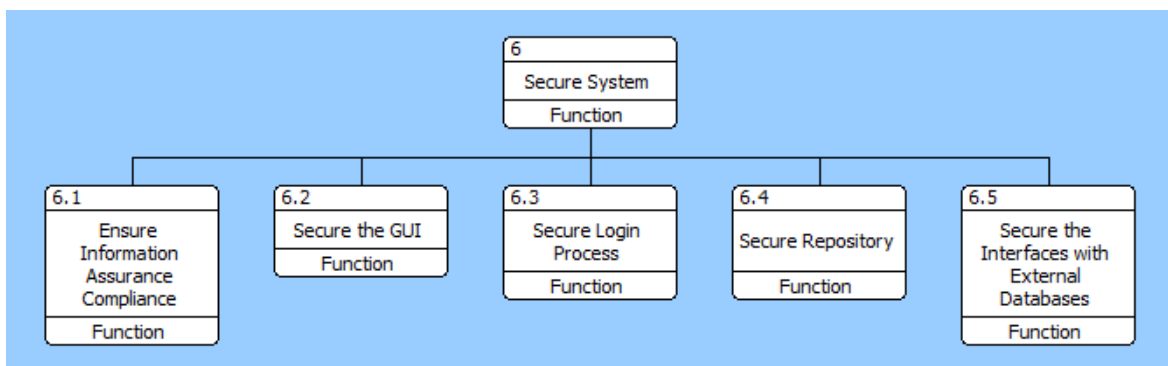 6
Secure System
Function
6.1
Ensure
Information
Assurance
Compliance
Function
6.2
Secure the GUI
Function
6.3
Secure Login
Process
Function
6.4
Secure Repository
Function
6.5
Secure the
Interfaces with
External
Databases
Function